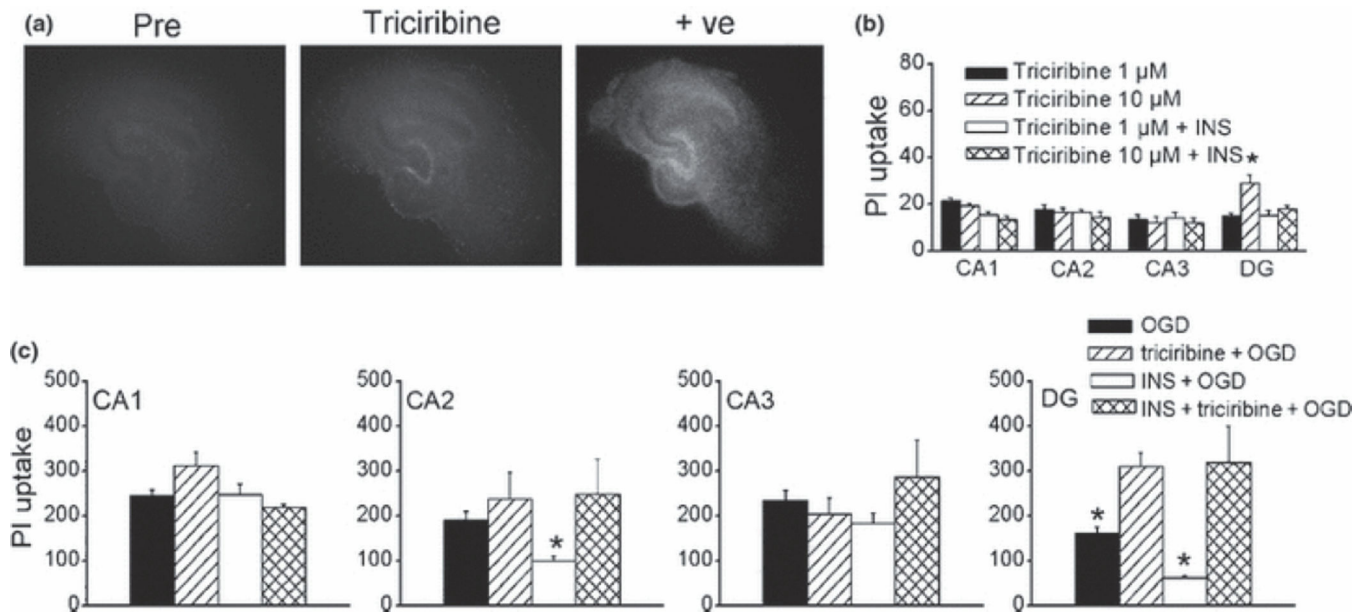 (a) Pre Triciribine + ve
(b)
80
60
40
20
0
PI uptake
Triciribine 1 µM
Triciribine 10 µM
Triciribine 1 µM + INS
Triciribine 10 µM + INS *
CA1 CA2 CA3 DG
(c)
OGD
triciribine + OGD
INS + OGD
INS + triciribine + OGD
PI uptake
500
400
300
200
100
0
CA1
500
400
300
200
100
0
CA2
*
500
400
300
200
100
0
CA3
500
400
300
200
100
0
DG
*
*